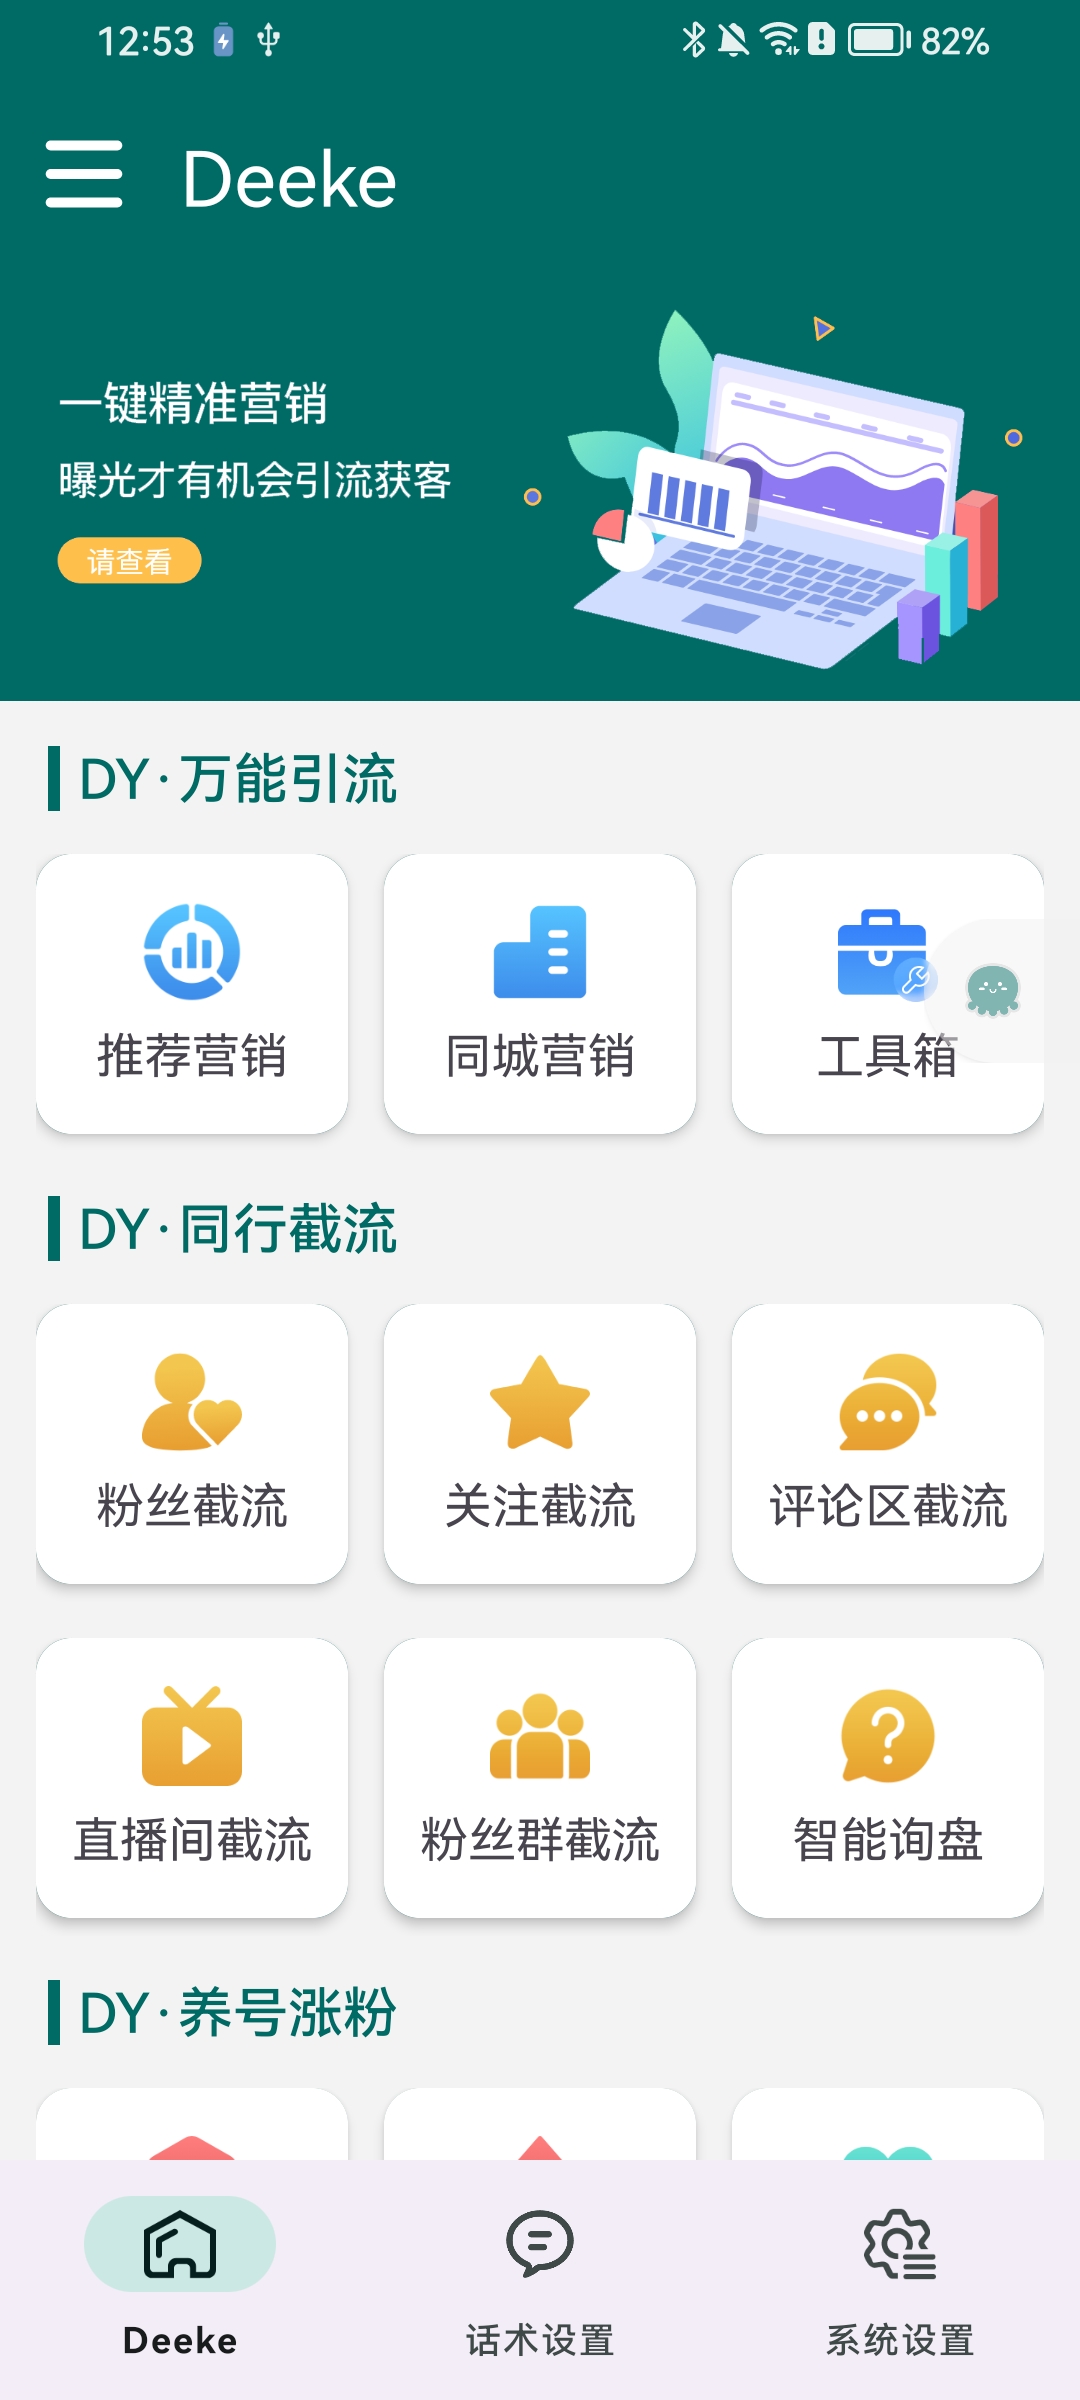 12:53
82%
Deeke
一键精准营销
曝光才有机会引流获客
请查看
DY·万能引流
推荐营销
同城营销
工具箱
DY·同行截流
粉丝截流
关注截流
评论区截流
直播间截流
粉丝群截流
智能询盘
DY·养号涨粉
Deeke
话术设置
系统设置